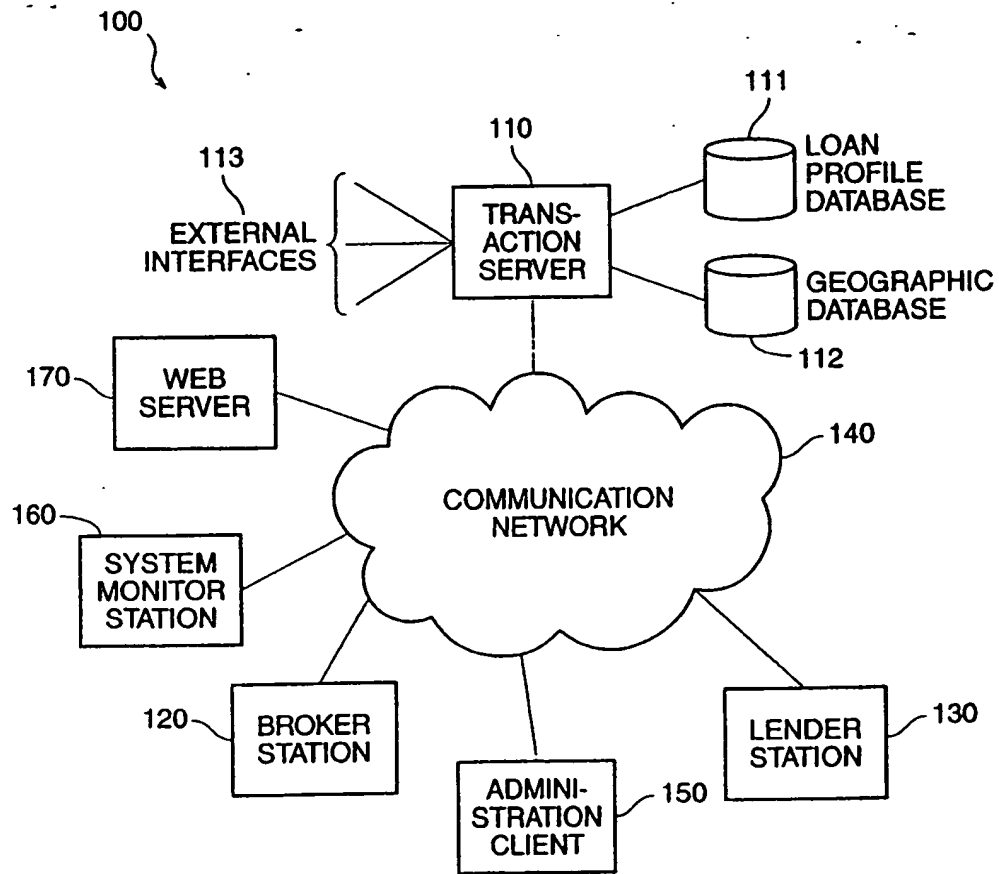 100
111
110
113
LOAN
PROFILE
DATABASE
TRANS-
ACTION
SERVER
EXTERNAL
INTERFACES
GEOGRAPHIC
DATABASE
112
170
WEB
SERVER
140
COMMUNICATION
NETWORK
160
SYSTEM
MONITOR
STATION
120
BROKER
STATION
LENDER
STATION
130
ADMINI-
STRATION
CLIENT
150